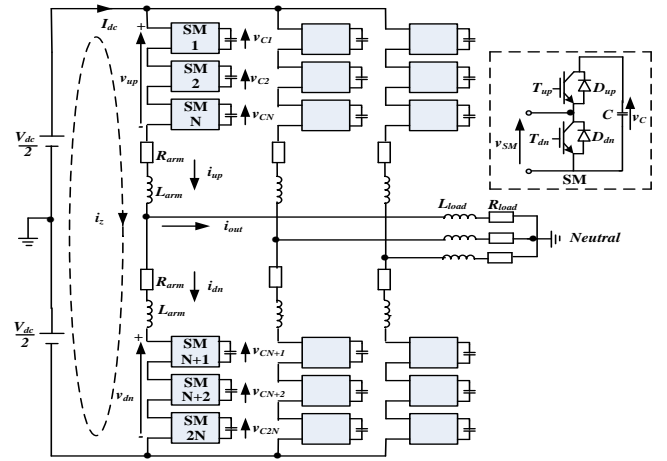 I_dc
+
SM
1
v_C1
v_up
SM
2
v_C2
SM
N
v_CN
-
V_dc
2
R_arm
i_up
L_arm
i_z
i_out
L_load
R_load
Neutral
R_arm
i_dn
L_arm
V_dc
2
+
SM
N+1
v_CN+1
v_dn
SM
N+2
v_CN+2
SM
2N
v_C2N
-
T_up
D_up
C
v_C
v_SM
T_dn
D_dn
SM